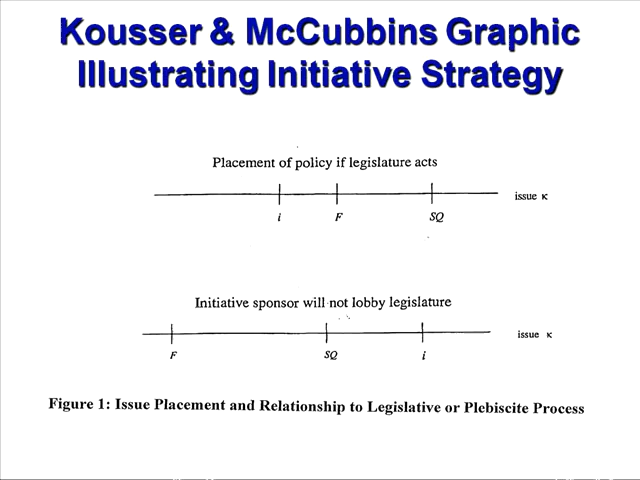 Kousser & McCubbins Graphic
Illustrating Initiative Strategy
Placement of policy if legislature acts
issue κ
i F SQ
Initiative sponsor will not lobby legislature
issue κ
F SQ i
Figure 1: Issue Placement and Relationship to Legislative or Plebiscite Process